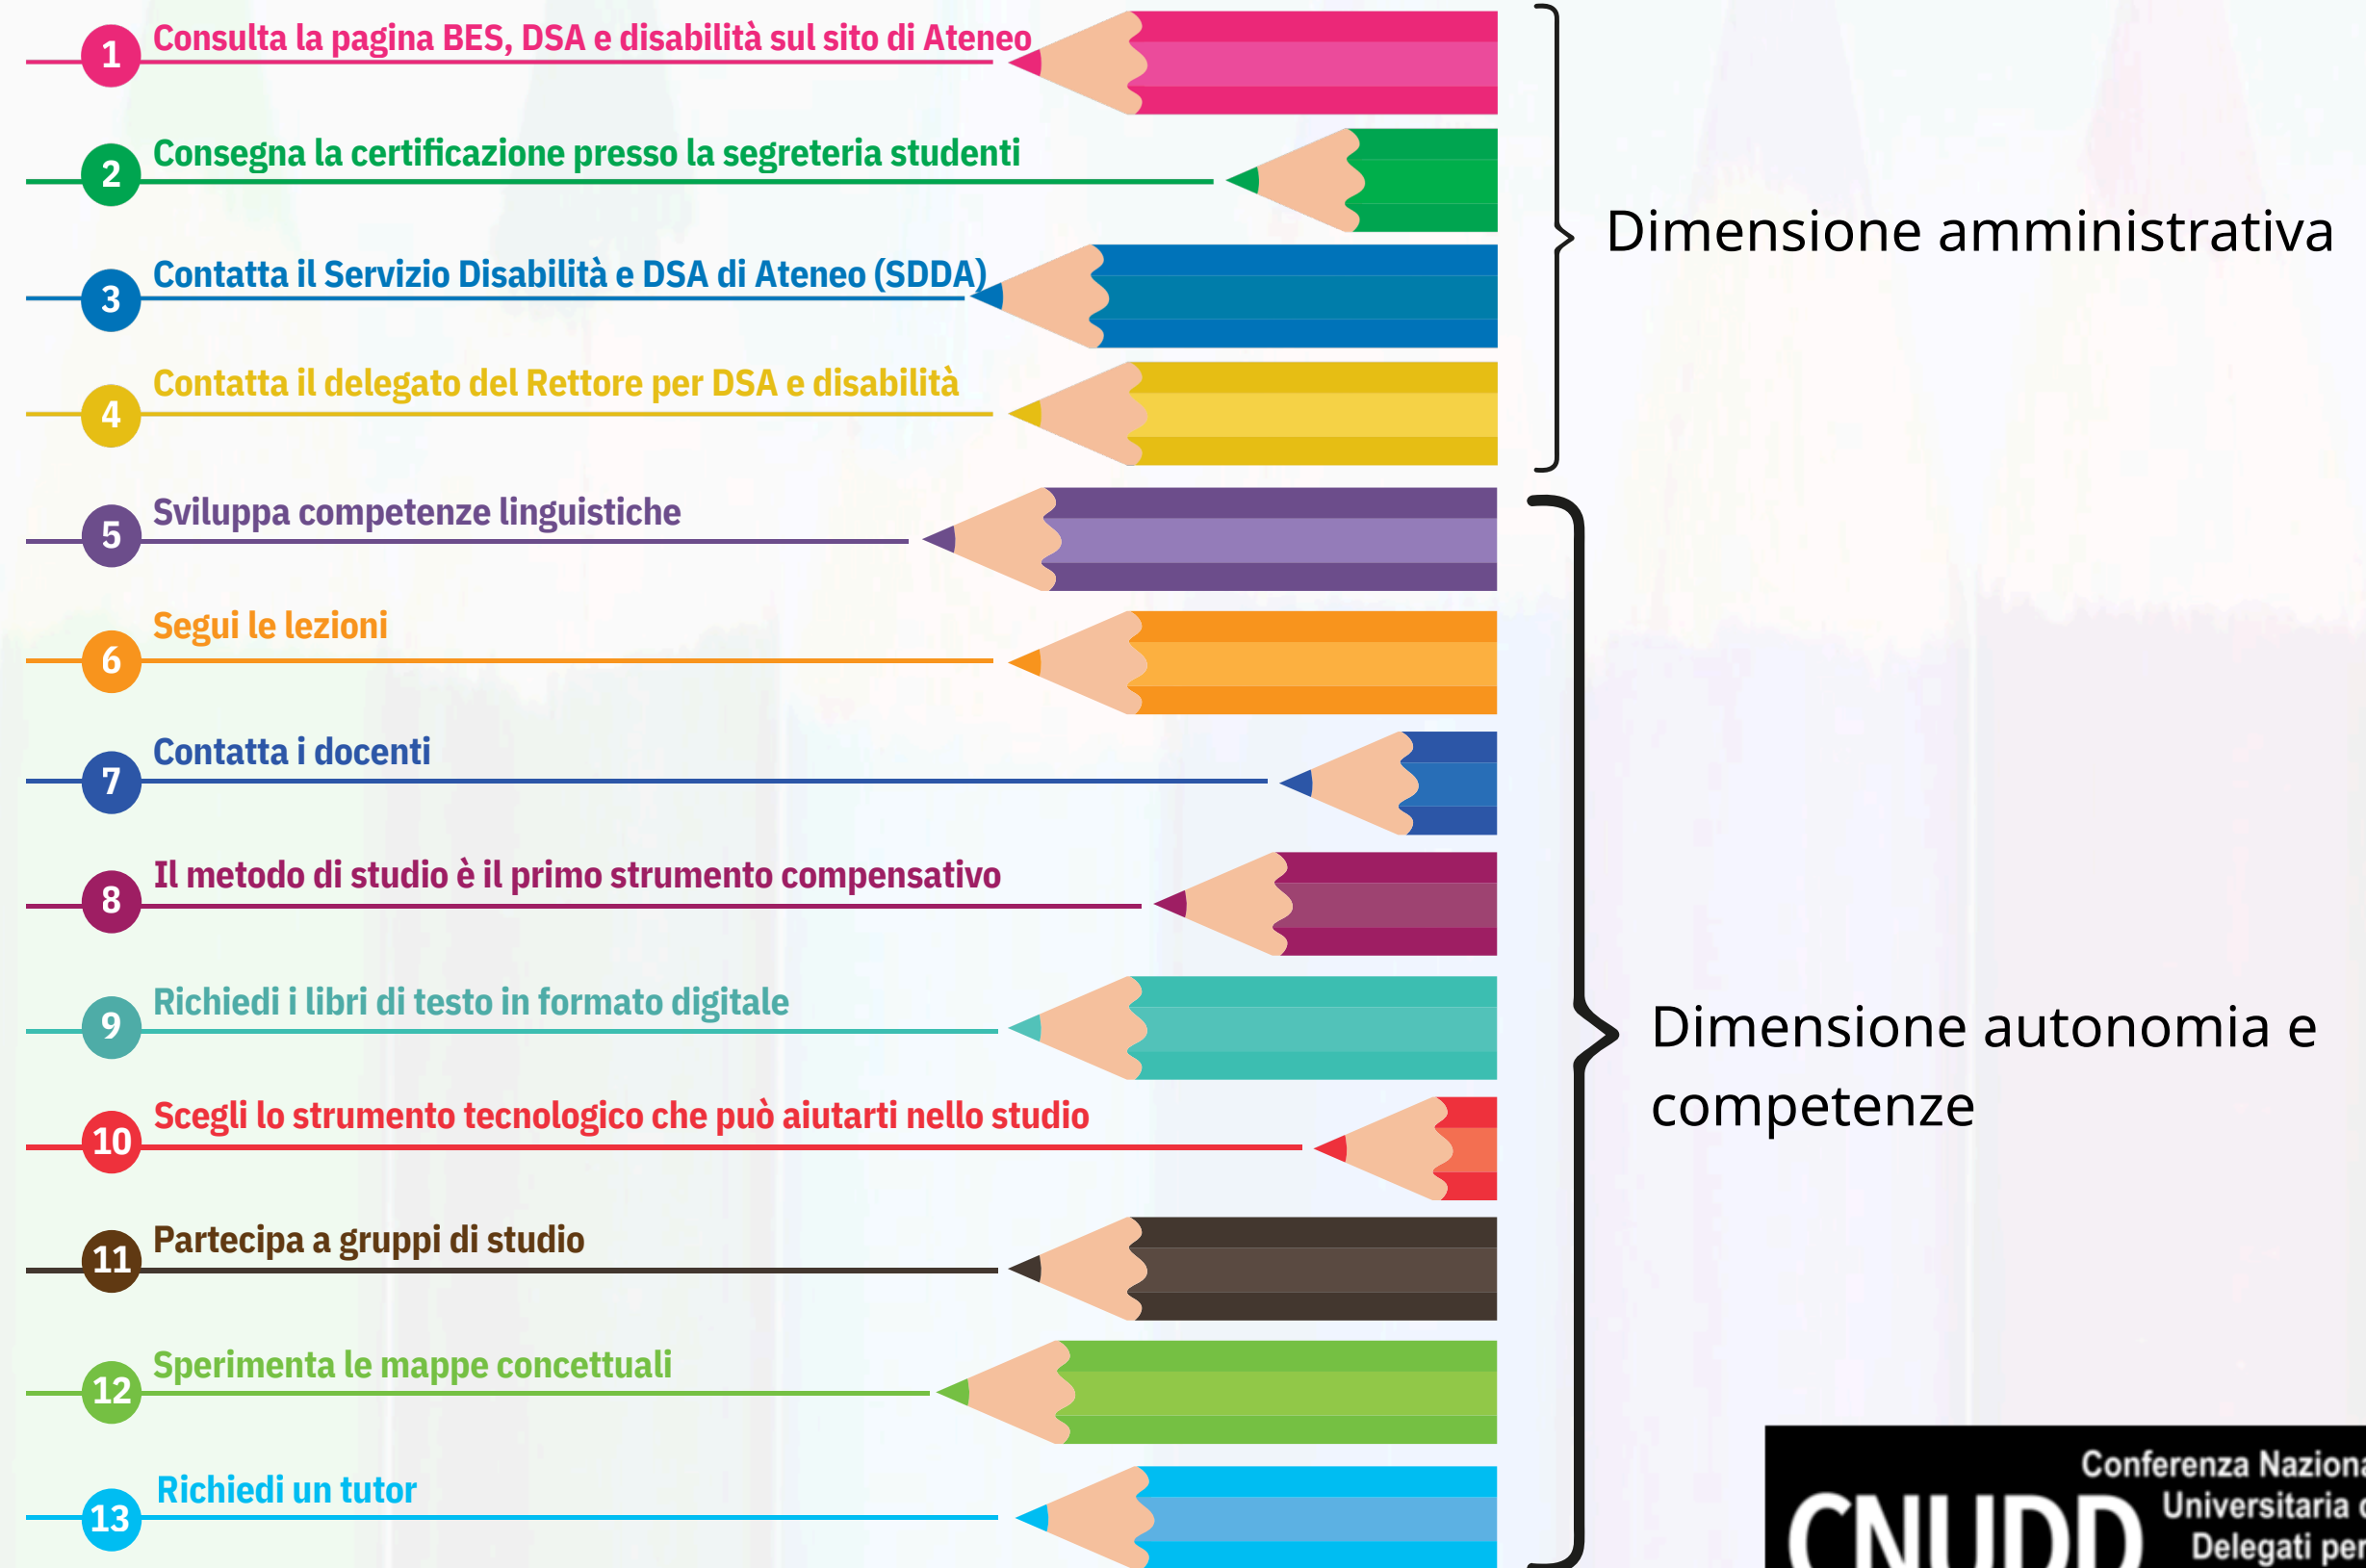 1 Consulta la pagina BES, DSA e disabilità sul sito di Ateneo
2 Consegna la certificazione presso la segreteria studenti
3 Contatta il Servizio Disabilità e DSA di Ateneo (SDDA)
4 Contatta il delegato del Rettore per DSA e disabilità
Dimensione amministrativa
5 Sviluppa competenze linguistiche
6 Segui le lezioni
7 Contatta i docenti
8 Il metodo di studio è il primo strumento compensativo
9 Richiedi i libri di testo in formato digitale
10 Scegli lo strumento tecnologico che può aiutarti nello studio
11 Partecipa a gruppi di studio
12 Sperimenta le mappe concettuali
13 Richiedi un tutor
Dimensione autonomia e
competenze
CNUDD
Conferenza
Universitaria
Delegati per